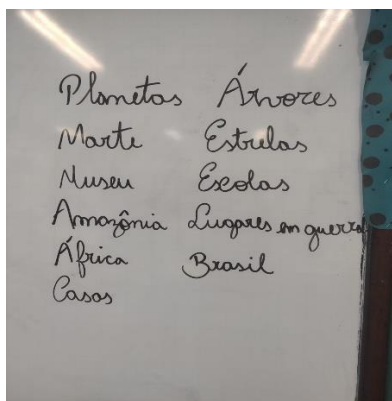 Planetas Árvores
Marte Estrelas
Museu Escolas
Amazônia Lugares em guerra
África Brasil
Casas